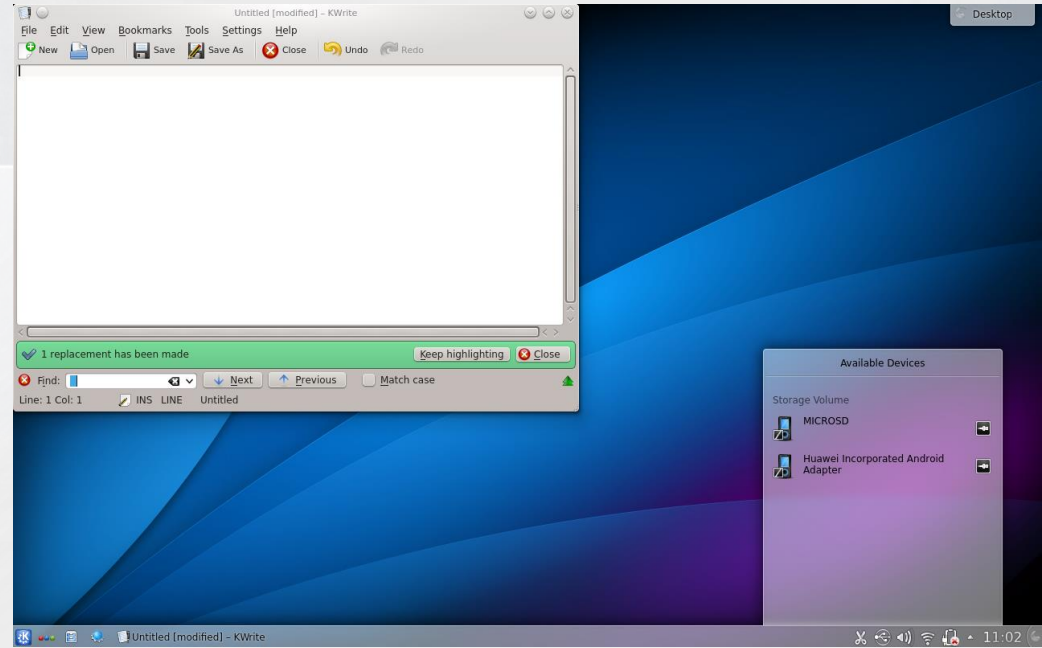 Untitled [modified] – KWrite
File Edit View Bookmarks Tools Settings Help
New Open Save Save As Close Undo Redo
1 replacement has been made Keep highlighting Close
Find: Next Previous Match case
Line: 1 Col: 1 INS LINE Untitled
Desktop
Available Devices
Storage Volume
MICROSD
Huawei Incorporated Android
Adapter
Untitled [modified] – KWrite
11:02